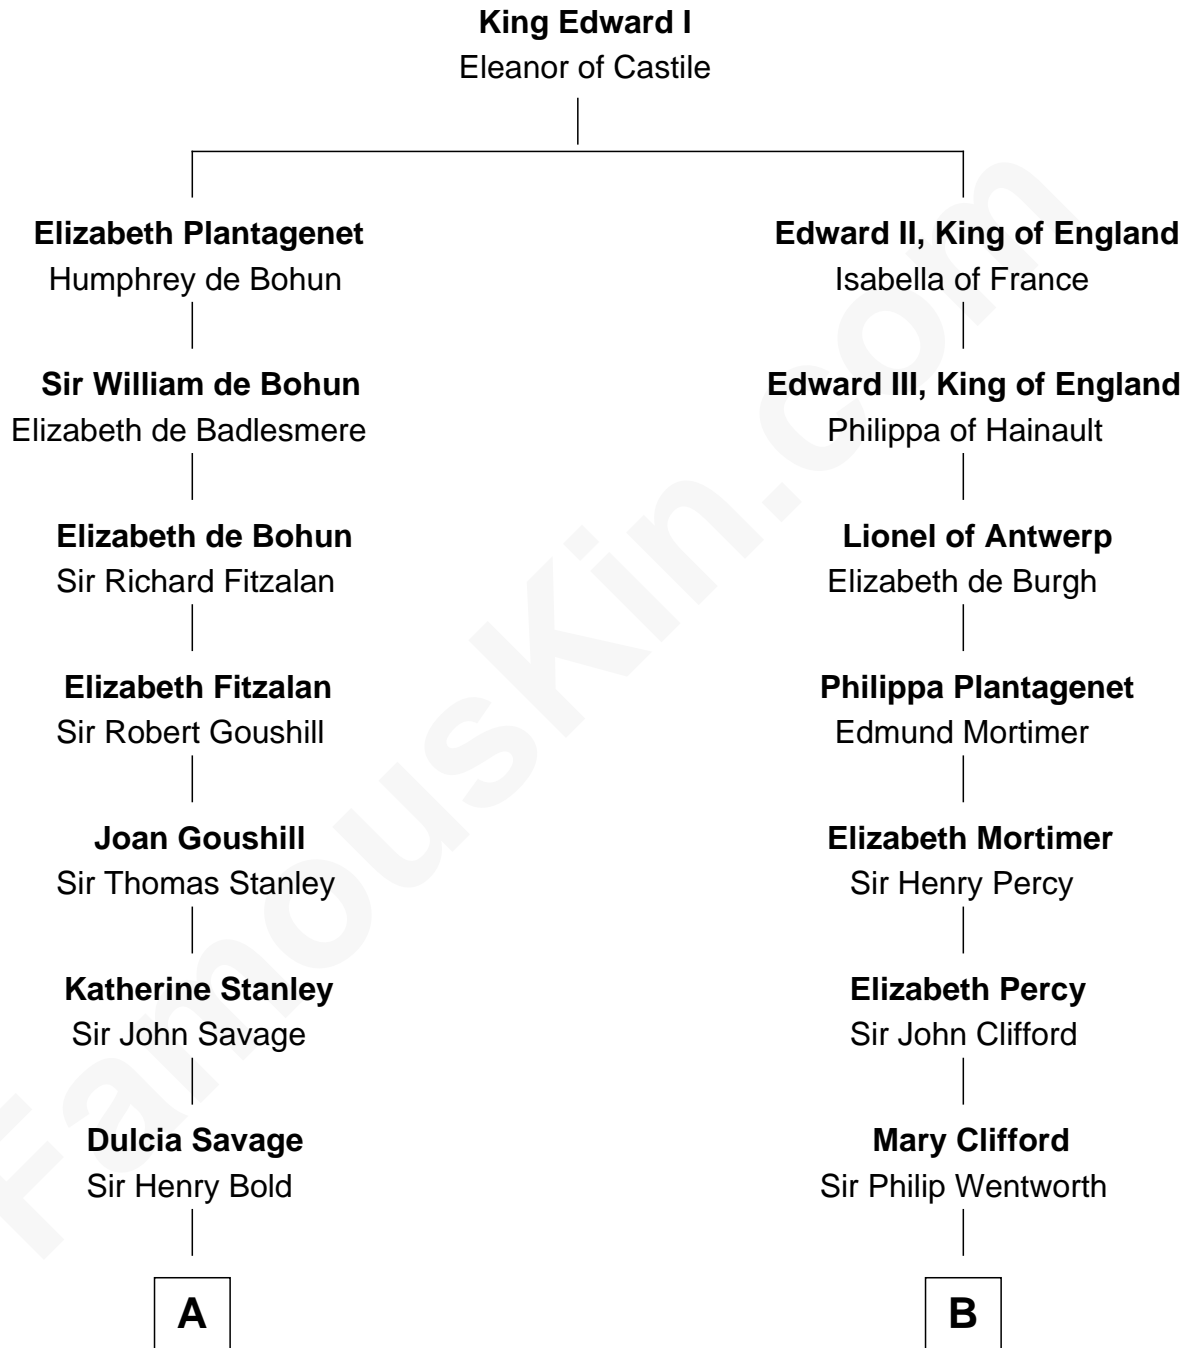 King Edward I
Eleanor of Castile
Elizabeth Plantagenet
Humphrey de Bohun
Edward II, King of England
Isabella of France
Sir William de Bohun
Elizabeth de Badlesmere
Edward III, King of England
Philippa of Hainault
Elizabeth de Bohun
Sir Richard Fitzalan
Lionel of Antwerp
Elizabeth de Burgh
Elizabeth Fitzalan
Sir Robert Goushill
Philippa Plantagenet
Edmund Mortimer
Joan Goushill
Sir Thomas Stanley
Elizabeth Mortimer
Sir Henry Percy
Katherine Stanley
Sir John Savage
Elizabeth Percy
Sir John Clifford
Dulcia Savage
Sir Henry Bold
Mary Clifford
Sir Philip Wentworth
A
B
FamousKin.com